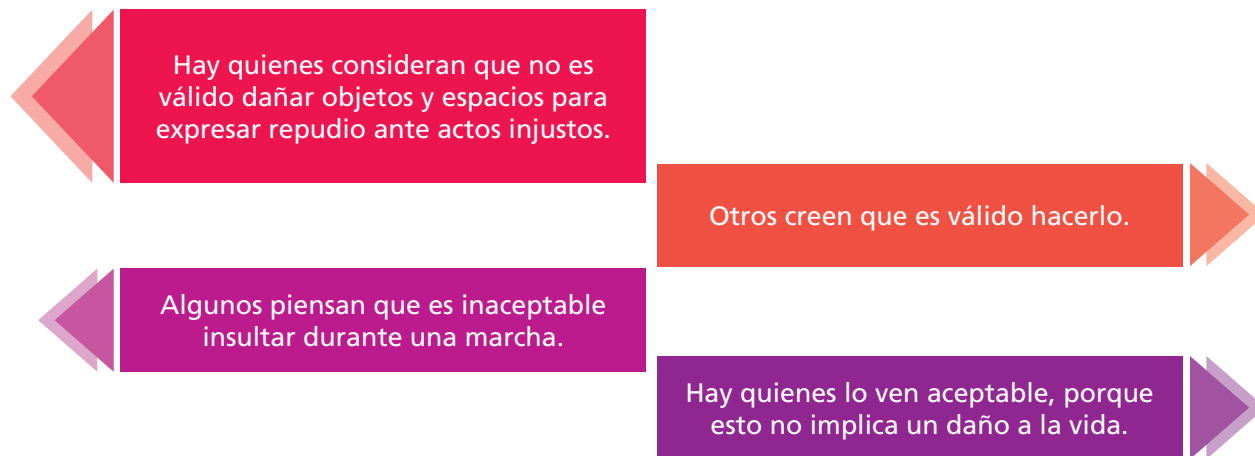 Hay quienes consideran que no es
válido dañar objetos y espacios para
expresar repudio ante actos injustos.
Otros creen que es válido hacerlo.
Algunos piensan que es inaceptable
insultar durante una marcha.
Hay quienes lo ven aceptable, porque
esto no implica un daño a la vida.